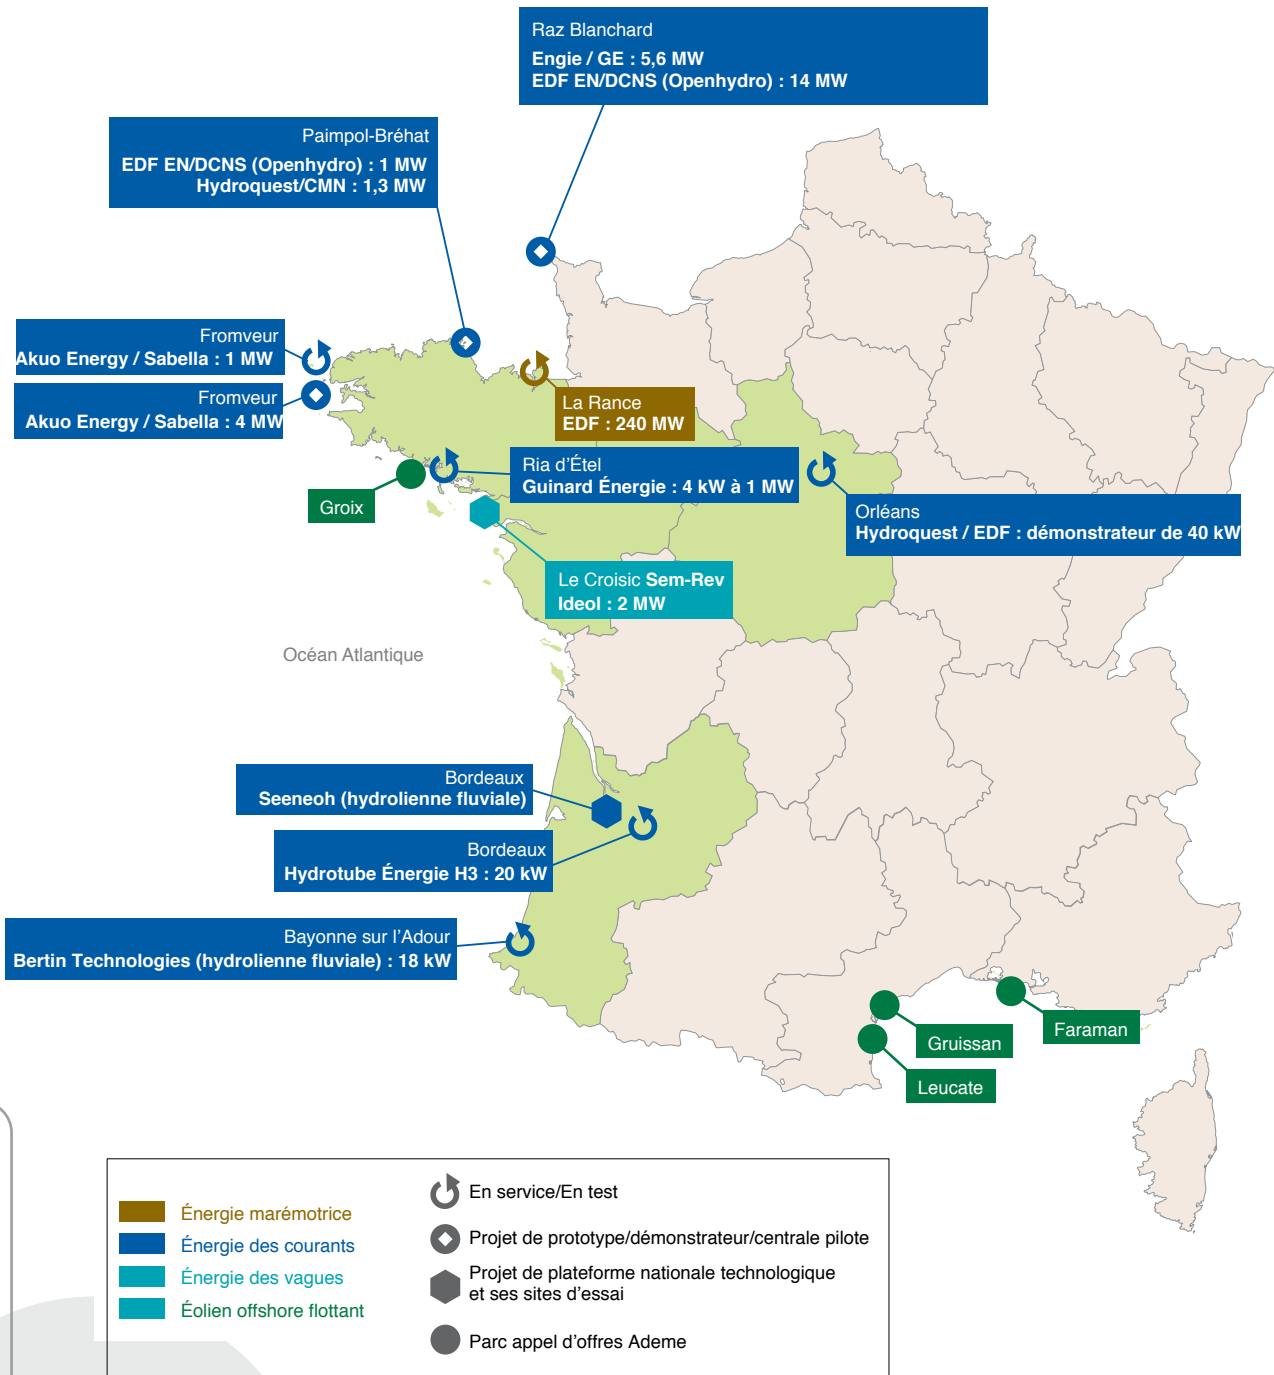 Raz Blanchard
Engie / GE : 5,6 MW
EDF EN/DCNS (Openhydro) : 14 MW
Paimpol-Bréhat
EDF EN/DCNS (Openhydro) : 1 MW
Hydroquest/CMN : 1,3 MW
Fromveur
Akuo Energy / Sabella : 1 MW
Fromveur
Akuo Energy / Sabella : 4 MW
La Rance
EDF : 240 MW
Ria d'Étel
Guinard Énergie : 4 kW à 1 MW
Groix
Orléans
Hydroquest / EDF : démonstrateur de 40 kW
Le Croisic Sem-Rev
Ideol : 2 MW
Océan Atlantique
Bordeaux
Seeneoh (hydrolienne fluviale)
Bordeaux
Hydrotube Énergie H3 : 20 kW
Bayonne sur l'Adour
Bertin Technologies (hydrolienne fluviale) : 18 kW
Faraman
Gruissan
Leucate
Énergie marémotrice
Énergie des courants
Énergie des vagues
Éolien offshore flottant
En service/En test
Projet de prototype/démonstrateur/centrale pilote
Projet de plateforme nationale technologique
et ses sites d'essai
Parc appel d'offres Ademe